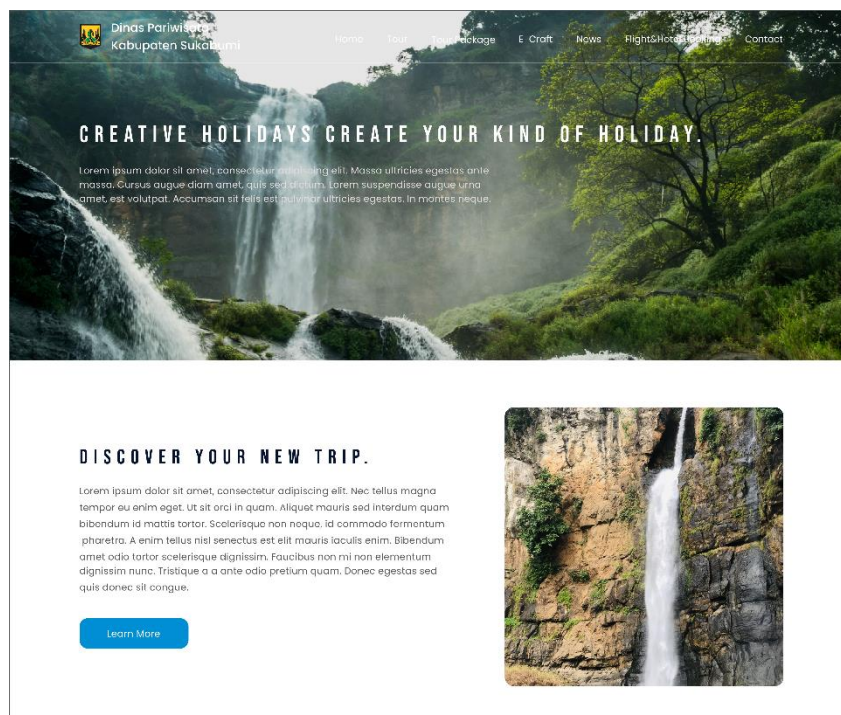 Dinas Pariwisata
Kabupaten Sukabumi
Home Tour Tour Package E Craft News Flight&Hotel Contact
CREATIVE HOLIDAYS CREATE YOUR KIND OF HOLIDAY.
Lorem ipsum dolor sit amet, consectetur adipiscing elit. Massa ultricies egestas ante
massa. Cursus augue diam amet, quis sed dictum. Lorem suspendisse augue urna
amet, est volutpat. Accumsan sit felis est pulvinar ultricies egestas. In montes neque.
DISCOVER YOUR NEW TRIP.
Lorem ipsum dolor sit amet, consectetur adipiscing elit. Nec tellus magna
tempor eu enim eget. Ut sit orci in quam. Aliquet mauris sed interdum quam
bibendum id mattis tortor. Scelerisque non neque, id commodo fermentum
pharetra. A enim tellus nisl senectus est elit mauris iaculis enim. Bibendum
amet odio tortor scelerisque dignissim. Faucibus non mi non elementum
dignissim nunc. Tristique a a ante odio pretium quam. Donec egestas sed
quis donec sit congue.
Learn More